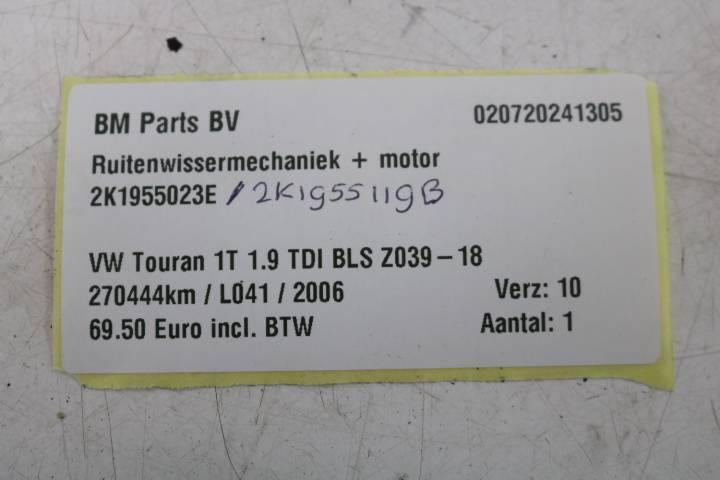 BM Parts BV 020720241305
Ruitenwissermechaniek + motor
2K1955023E / 2K1955119B
VW Touran 1T 1.9 TDI BLS Z039-18
270444km / L041 / 2006 Verz: 10
69.50 Euro incl. BTW Aantal: 1